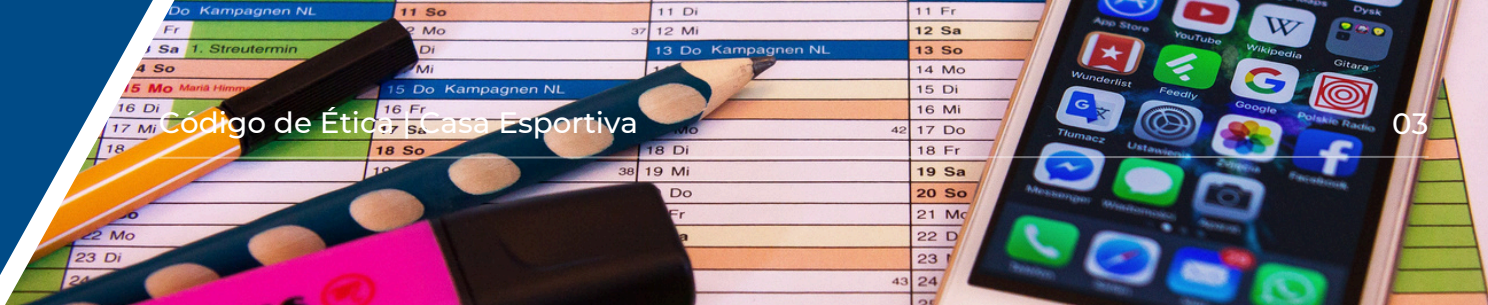 Do Kampagnen NL
Fr
Sa 1. Streutermin
So
15 Mo Mariä Himme
16 Di
17 Mi
18
22 Mo
23 Di
24
11 So
Mo 37
Di
Mi
15 Do Kampagnen NL
16 Fr
Sa
18 So
38
11 Di
12 Mi
13 Do Kampagnen NL
Mo 42
18 Di
19 Mi
Do
Fr
43
11 Fr
12 Sa
13 So
14 Mo
15 Di
16 Mi
17 Do
18 Fr
19 Sa
20 So
21 Mo
22 D
23
24
Código de Ética | Casa Esportiva
03
App Store
YouTube
Wikipedia
Dysk
Gitara
Wunderlist
Feedly
Google
Polskie Radio
Tłumacz
Ustawienia
Zdjęcia
Facebook
Messenger
Wiadomości